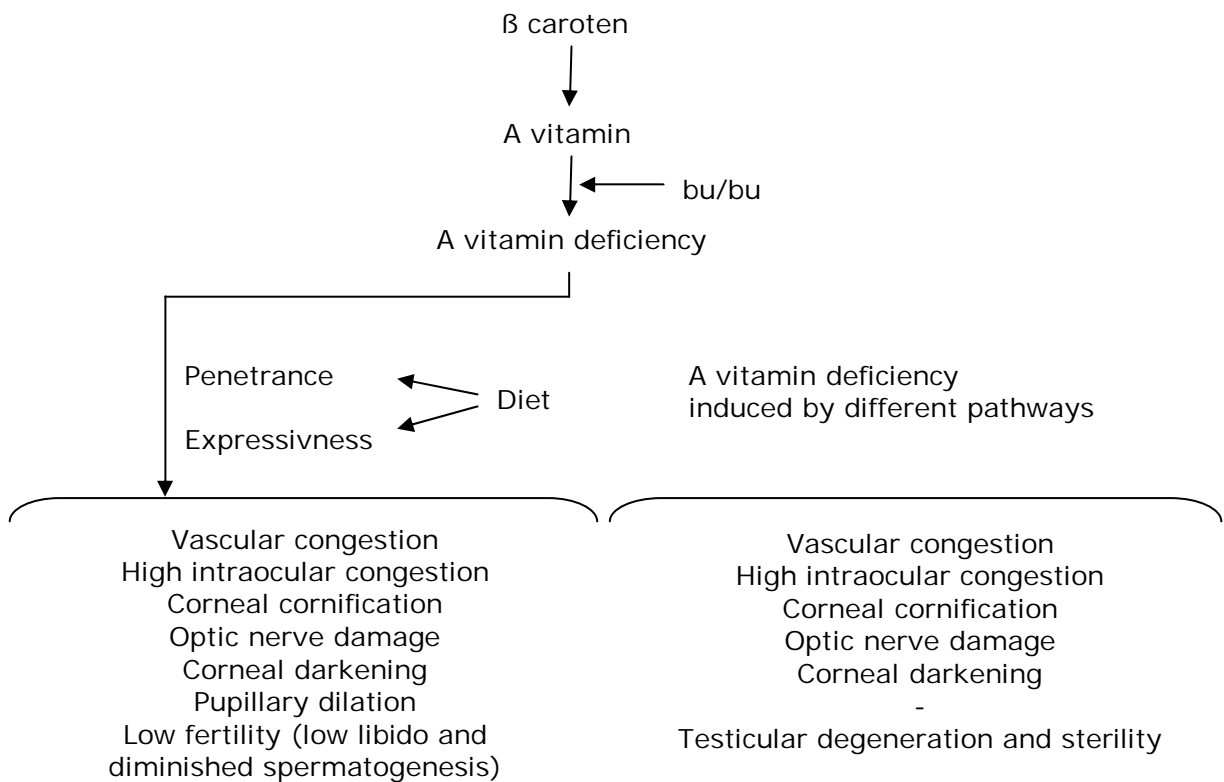 ß caroten
A vitamin
bu/bu
A vitamin deficiency
Penetrance
Diet
Expressivness
A vitamin deficiency
induced by different pathways
Vascular congestion
High intraocular congestion
Corneal cornification
Optic nerve damage
Corneal darkening
Pupillary dilation
Low fertility (low libido and
diminished spermatogenesis)
Vascular congestion
High intraocular congestion
Corneal cornification
Optic nerve damage
Corneal darkening
-
Testicular degeneration and sterility